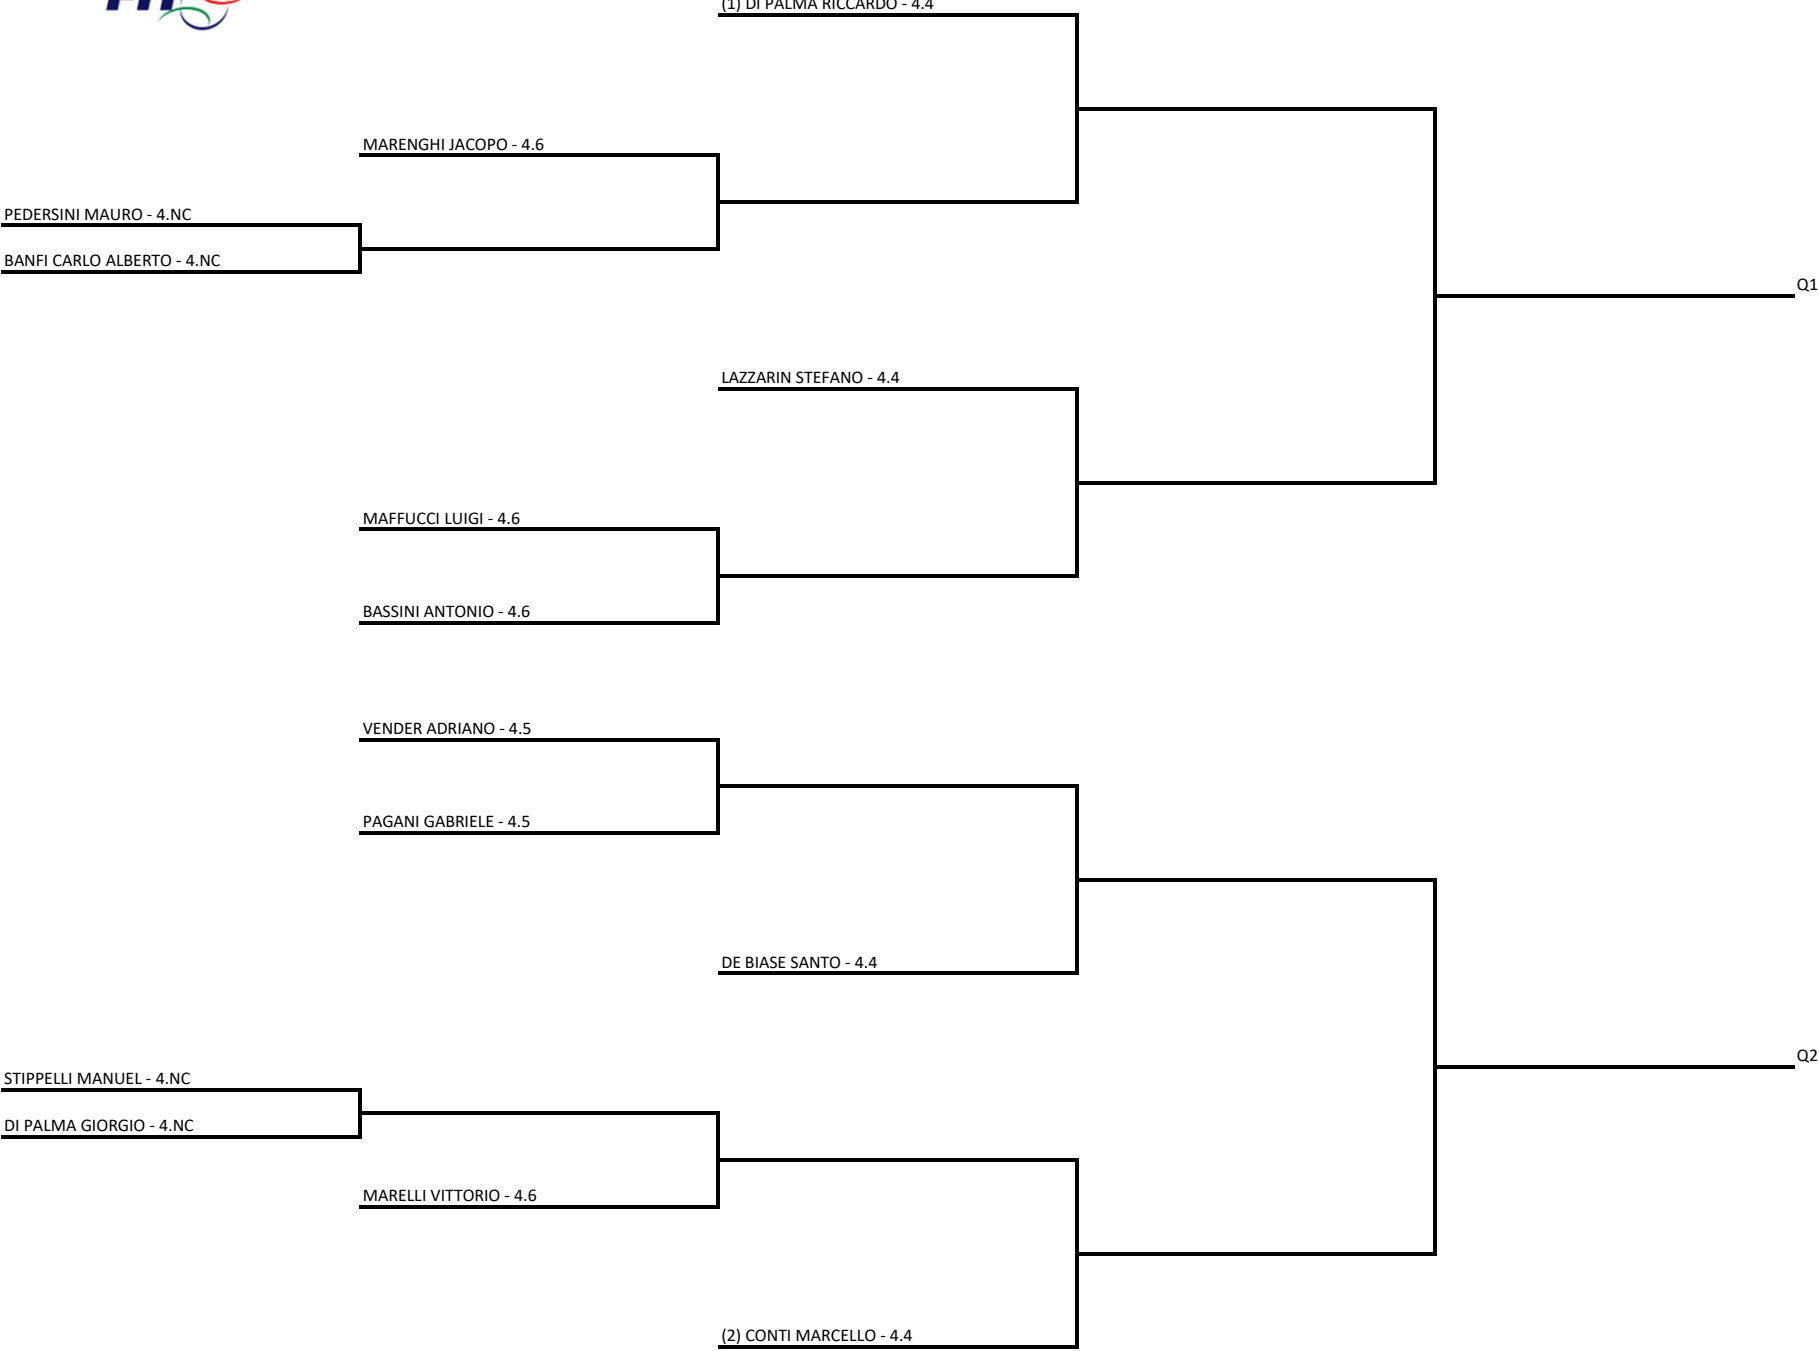 (1) DI PALMA RICCARDO - 4.4
MARENGHI JACOPO - 4.6
PEDERSINI MAURO - 4.NC
BANFI CARLO ALBERTO - 4.NC
Q1
LAZZARIN STEFANO - 4.4
MAFFUCCI LUIGI - 4.6
BASSINI ANTONIO - 4.6
VENDER ADRIANO - 4.5
PAGANI GABRIELE - 4.5
DE BIASE SANTO - 4.4
Q2
STIPPELLI MANUEL - 4.NC
DI PALMA GIORGIO - 4.NC
MARELLI VITTORIO - 4.6
(2) CONTI MARCELLO - 4.4